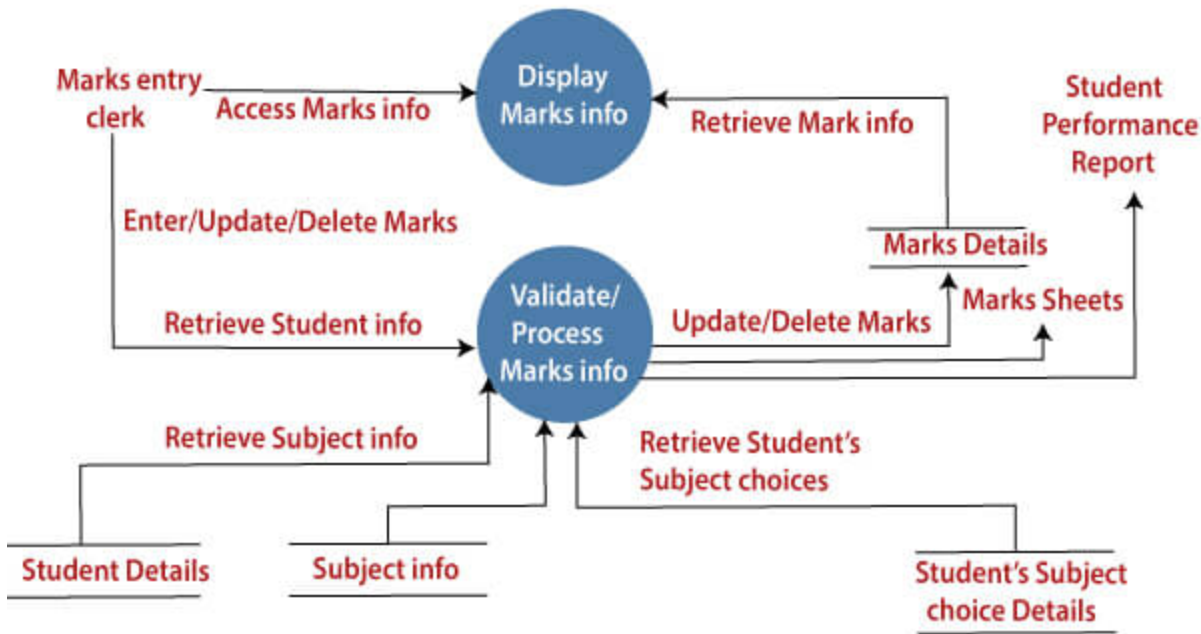 Marks entry
clerk
Access Marks info
Display
Marks info
Retrieve Mark info
Student
Performance
Report
Enter/Update/Delete Marks
Marks Details
Retrieve Student info
Validate/
Process
Marks info
Update/Delete Marks
Marks Sheets
Retrieve Subject info
Retrieve Student's
Subject choices
Student Details
Subject info
Student's Subject
choice Details